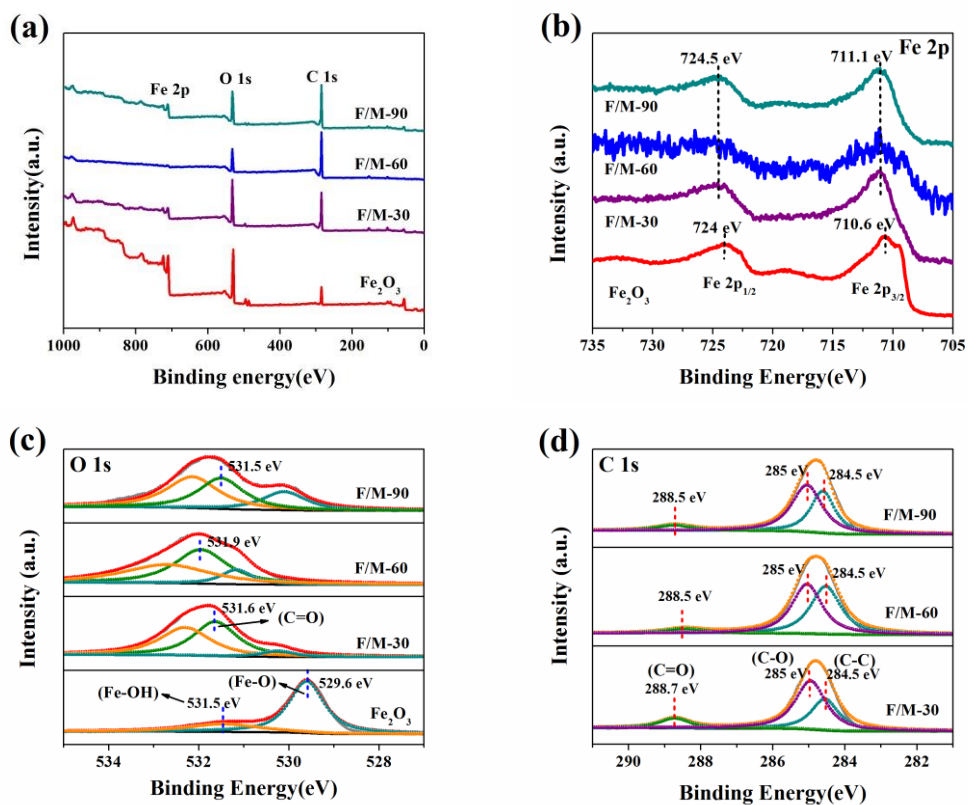 (a)
Fe 2p
O 1s
C 1s
F/M-90
F/M-60
F/M-30
Fe₂O₃
Intensity(a.u.)
1000 800 600 400 200 0
Binding energy(eV)
(b)
Fe 2p
724.5 eV
711.1 eV
F/M-90
F/M-60
F/M-30
724 eV
710.6 eV
Fe₂O₃
Fe 2p1/2
Fe 2p3/2
Intensity (a.u.)
735 730 725 720 715 710 705
Binding Energy(eV)
(c)
O 1s
531.5 eV
F/M-90
531.9 eV
F/M-60
531.6 eV
(C=O)
F/M-30
(Fe-OH)
531.5 eV
(Fe-O)
529.6 eV
Fe₂O₃
Intensity (a.u.)
534 532 530 528
Binding Energy(eV)
(d)
C 1s
288.5 eV
285 eV
284.5 eV
F/M-90
288.5 eV
285 eV
284.5 eV
F/M-60
(C=O)
288.7 eV
(C-O)
285 eV
(C-C)
284.5 eV
F/M-30
Intensity (a.u.)
290 288 286 284 282
Binding Energy(eV)